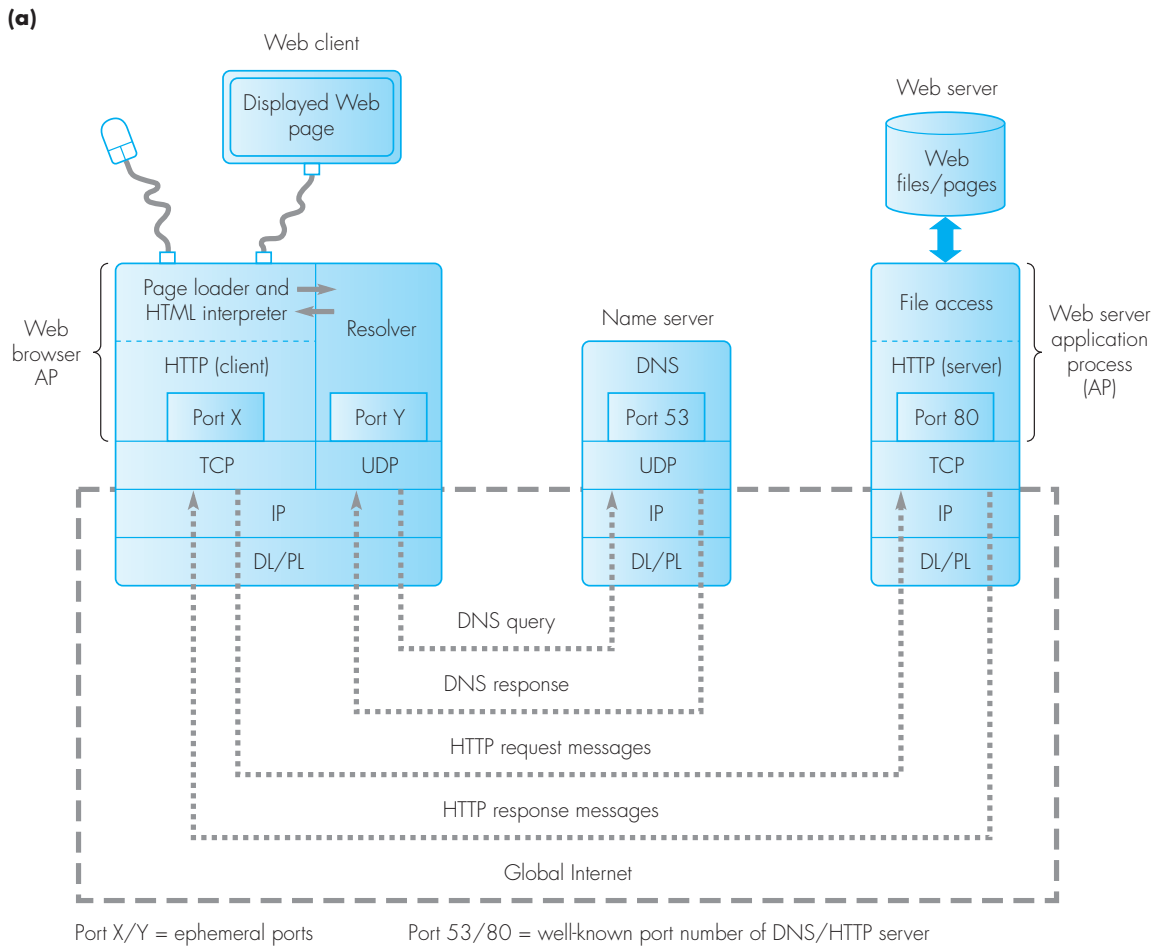 (a)
Web client
Displayed Web
page
Web server
Web
files/pages
Page loader and
HTML interpreter
Resolver
File access
Web
browser
AP
Web server
application
process
(AP)
Name server
HTTP (client)
DNS
HTTP (server)
Port X
Port Y
Port 53
Port 80
TCP
UDP
UDP
TCP
IP
IP
IP
DL/PL
DL/PL
DL/PL
DNS query
DNS response
HTTP request messages
HTTP response messages
Global Internet
Port X/Y = ephemeral ports
Port 53/80 = well-known port number of DNS/HTTP server